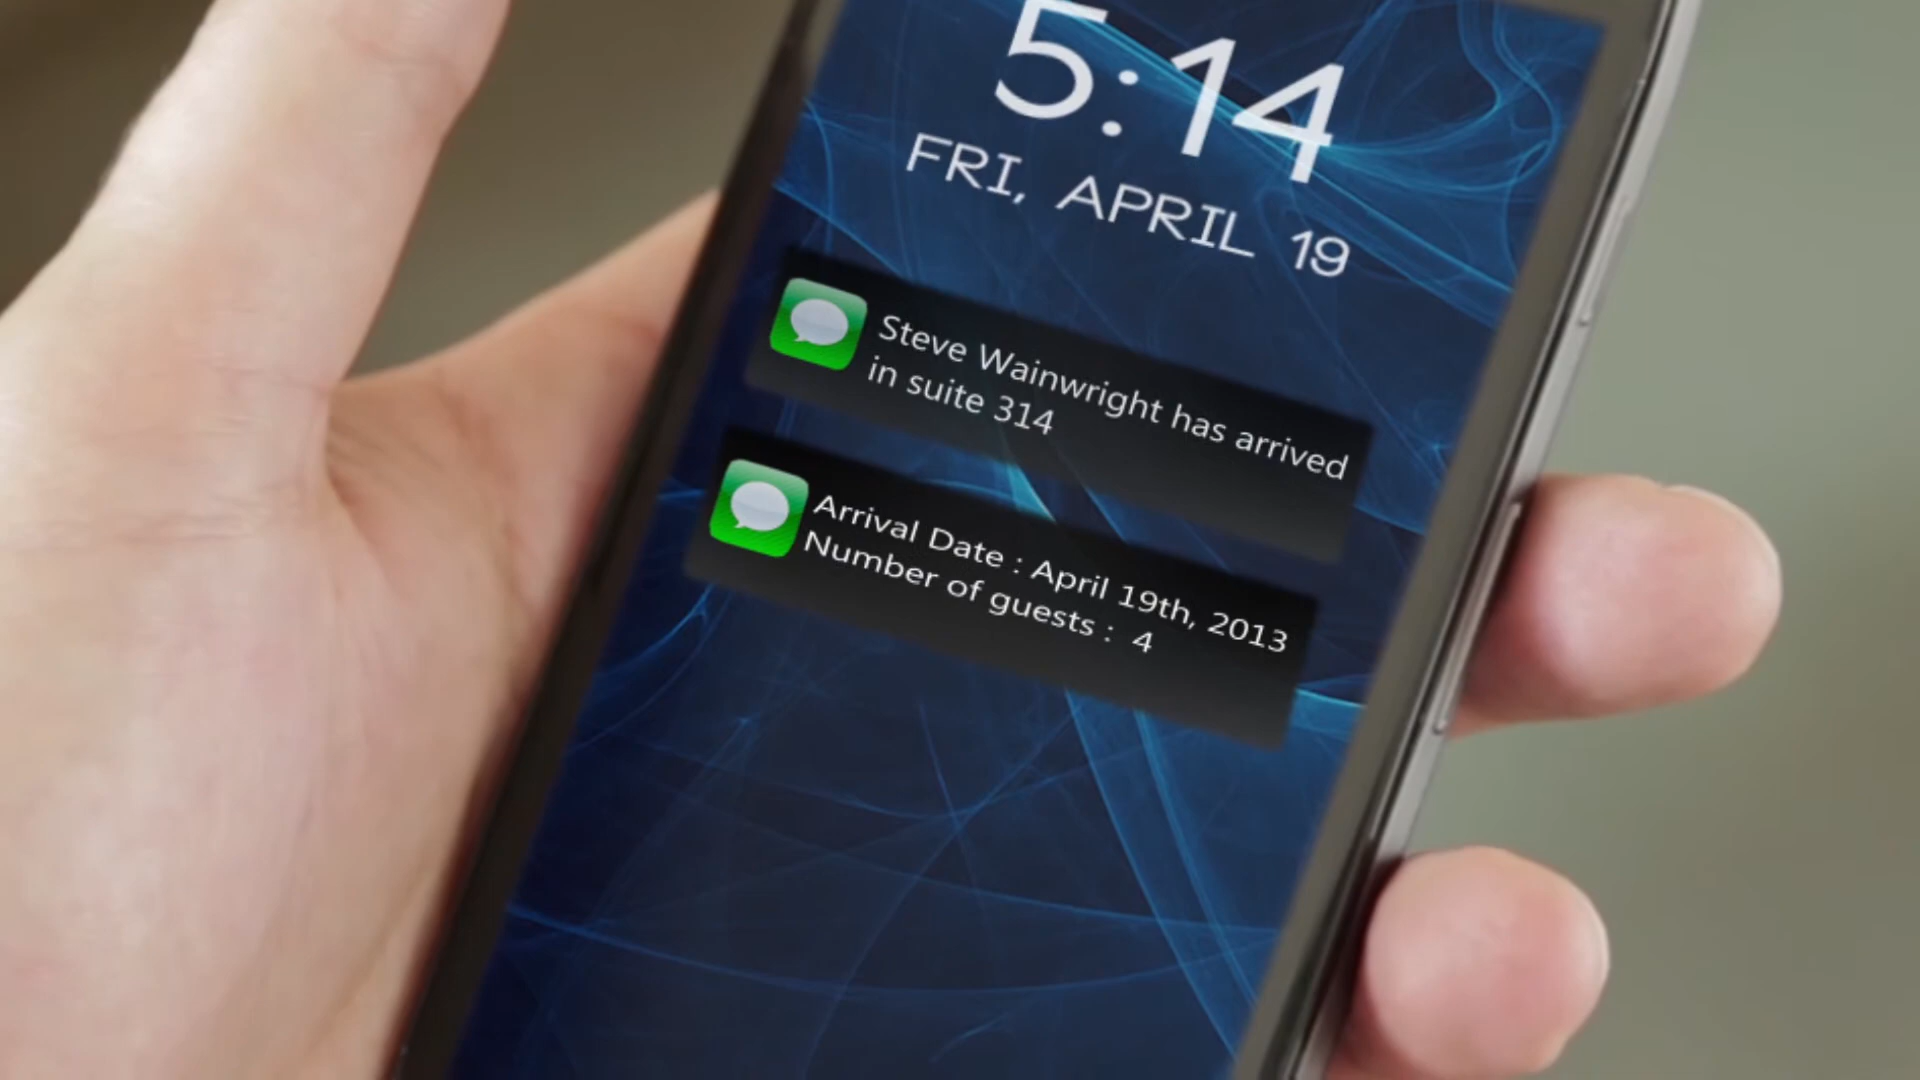 5:14
FRI, APRIL 19
Steve Wainwright has arrived
in suite 314
Arrival Date : April 19th, 2013
Number of guests : 4